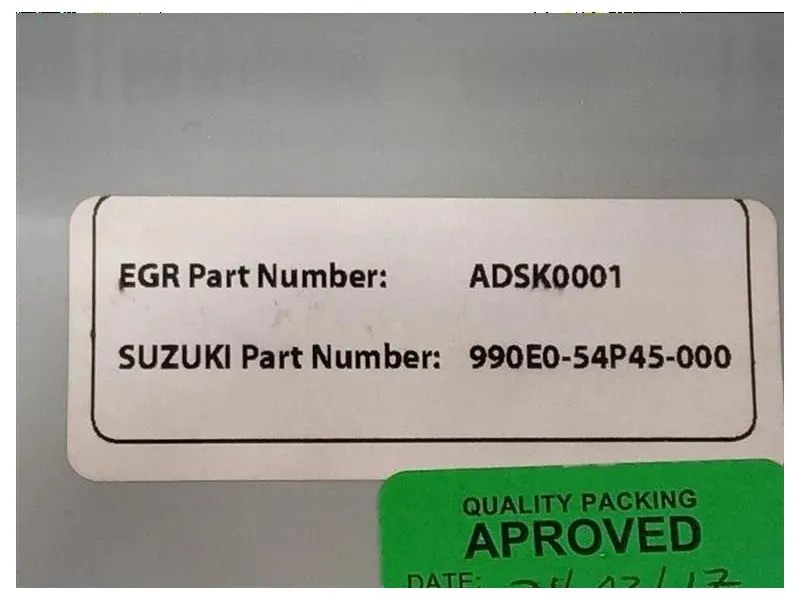 EGR Part Number: ADSK0001
SUZUKI Part Number: 990E0-54P45-000
QUALITY PACKING
APROVED
DATE: